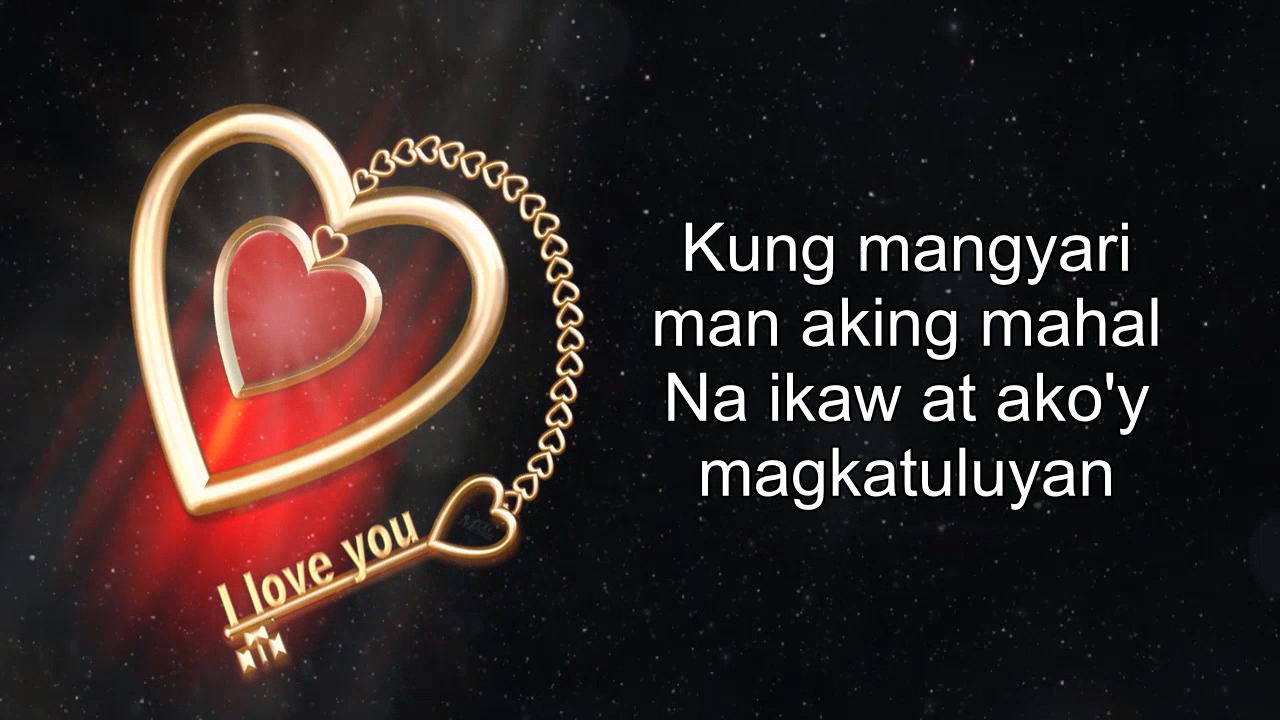 Kung mangyari
man aking mahal
Na ikaw at ako'y
magkatuluyan
I love you